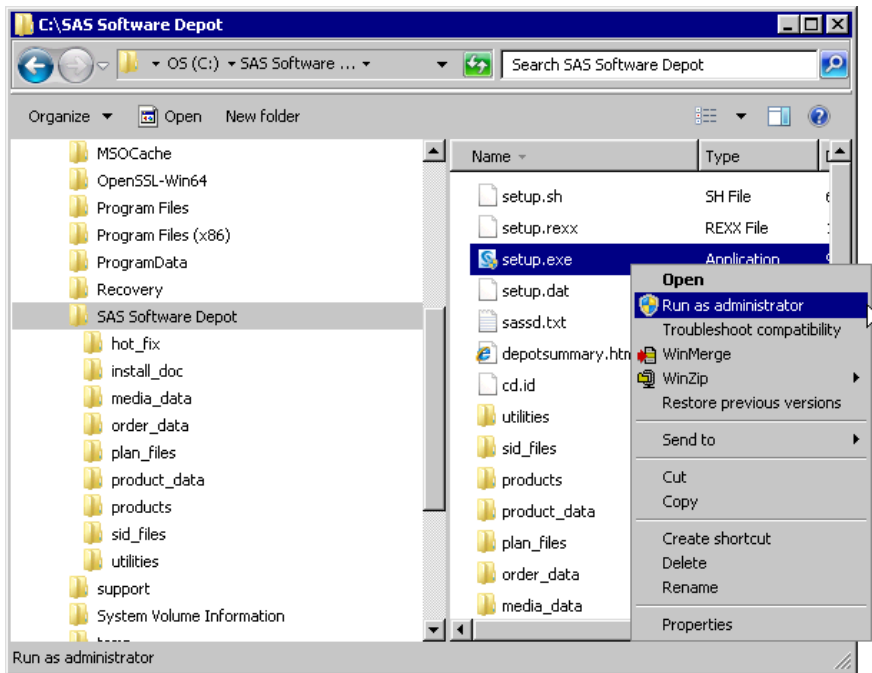 C:\SAS Software Depot
OS (C:) SAS Software ...
Search SAS Software Depot
Organize Open New folder
MSOCache
OpenSSL-Win64
Program Files
Program Files (x86)
ProgramData
Recovery
SAS Software Depot
hot_fix
install_doc
media_data
order_data
plan_files
product_data
products
sid_files
utilities
support
System Volume Information
Name Type
setup.sh SH File
setup.rexx REXX File
setup.exe Application
setup.dat
sassd.txt
depotsummary.htm
cd.id
utilities
sid_files
products
product_data
plan_files
order_data
media_data
Open
Run as administrator
Troubleshoot compatibility
WinMerge
WinZip
Restore previous versions
Send to
Cut
Copy
Create shortcut
Delete
Rename
Properties
Run as administrator